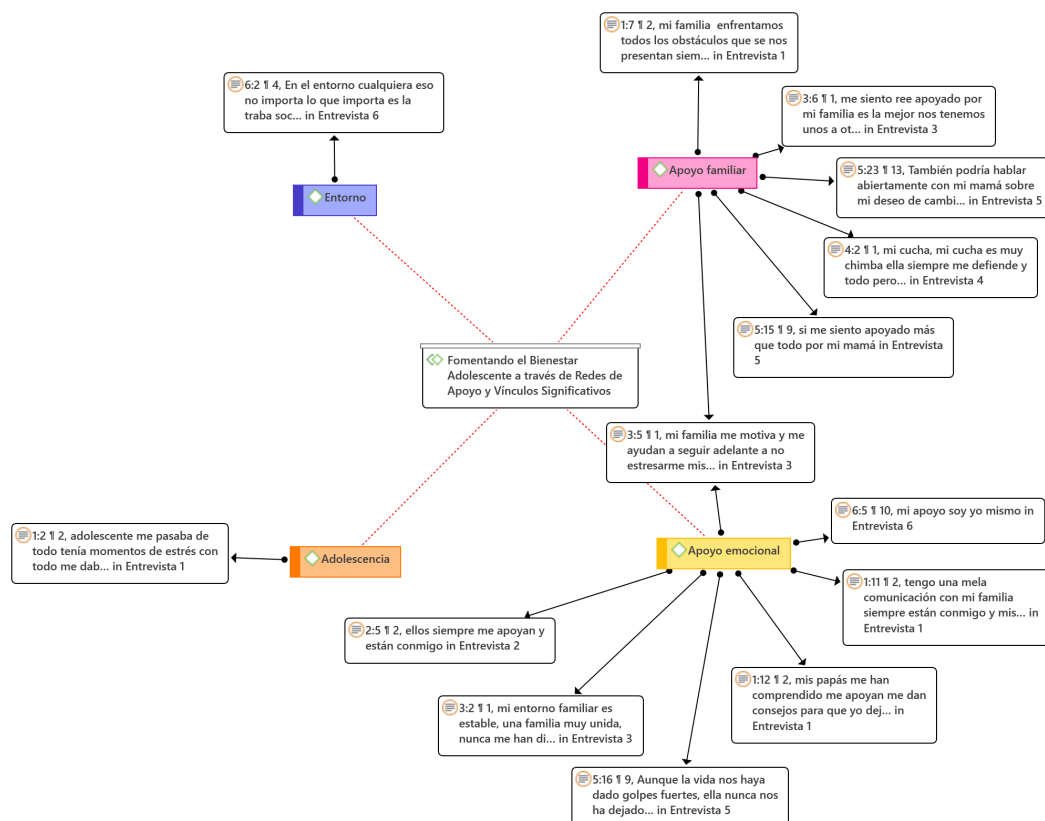 1:7 ¶ 2, mi familia  enfrentamos
todos los obstáculos que se nos
presentan siem... in Entrevista 1
6:2 ¶ 4, En el entorno cualquiera eso
no importa lo que importa es la
traba soc... in Entrevista 6
3:6 ¶ 1, me siento ree apoyado por
mi familia es la mejor nos tenemos
unos a ot... in Entrevista 3
Apoyo familiar
5:23 ¶ 13, También podría hablar
abiertamente con mi mamá sobre
mi deseo de cambi... in Entrevista 5
Entorno
4:2 ¶ 1, mi cucha, mi cucha es muy
chimba ella siempre me defiende y
todo pero... in Entrevista 4
5:15 ¶ 9, si me siento apoyado más
que todo por mi mamá in Entrevista
5
Fomentando el Bienestar
Adolescente a través de Redes de
Apoyo y Vínculos Significativos
3:5 ¶ 1, mi familia me motiva y me
ayudan a seguir adelante a no
estresarme mis... in Entrevista 3
6:5 ¶ 10, mi apoyo soy yo mismo in
Entrevista 6
1:2 ¶ 2, adolescente me pasaba de
todo tenía momentos de estrés con
todo me dab... in Entrevista 1
Adolescencia
Apoyo emocional
1:11 ¶ 2, tengo una mela
comunicación con mi familia
siempre están conmigo y mis... in
Entrevista 1
2:5 ¶ 2, ellos siempre me apoyan y
están conmigo in Entrevista 2
1:12 ¶ 2, mis papás me han
comprendido me apoyan me dan
consejos para que yo dej... in
Entrevista 1
3:2 ¶ 1, mi entorno familiar es
estable, una familia muy unida,
nunca me han di... in Entrevista 3
5:16 ¶ 9, Aunque la vida nos haya
dado golpes fuertes, ella nunca nos
ha dejado... in Entrevista 5